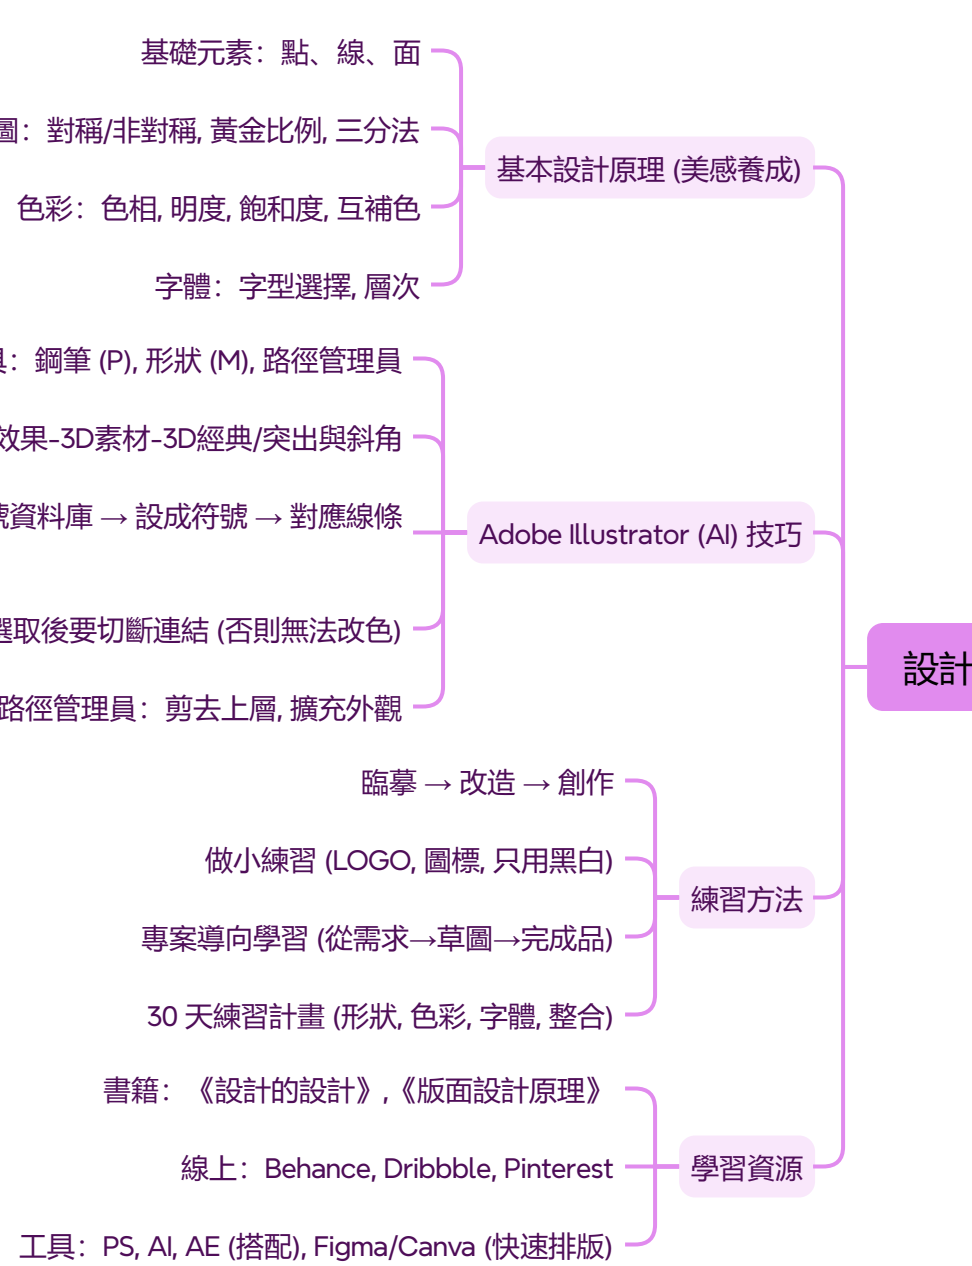 基礎元素：點、線、面
圖：對稱/非對稱, 黃金比例, 三分法
色彩：色相, 明度, 飽和度, 互補色
字體：字型選擇, 層次
基本設計原理 (美感養成)
具：鋼筆 (P), 形狀 (M), 路徑管理員
效果-3D素材-3D經典/突出與斜角
號資料庫 → 設成符號 → 對應線條
選取後要切斷連結 (否則無法改色)
路徑管理員：剪去上層, 擴充外觀
Adobe Illustrator (AI) 技巧
設計
臨摹 → 改造 → 創作
做小練習 (LOGO, 圖標, 只用黑白)
專案導向學習 (從需求→草圖→完成品)
30 天練習計畫 (形狀, 色彩, 字體, 整合)
練習方法
書籍：《設計的設計》,《版面設計原理》
線上：Behance, Dribbble, Pinterest
工具：PS, AI, AE (搭配), Figma/Canva (快速排版)
學習資源